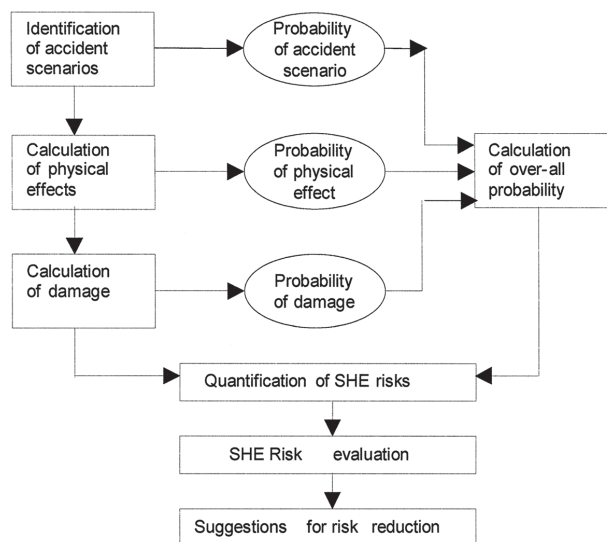 Identification
of accident
scenarios
Probability
of accident
scenario
Calculation
of physical
effects
Probability
of physical
effect
Calculation
of over-all
probability
Calculation
of damage
Probability
of damage
Quantification of SHE risks
SHE Risk evaluation
Suggestions for risk reduction